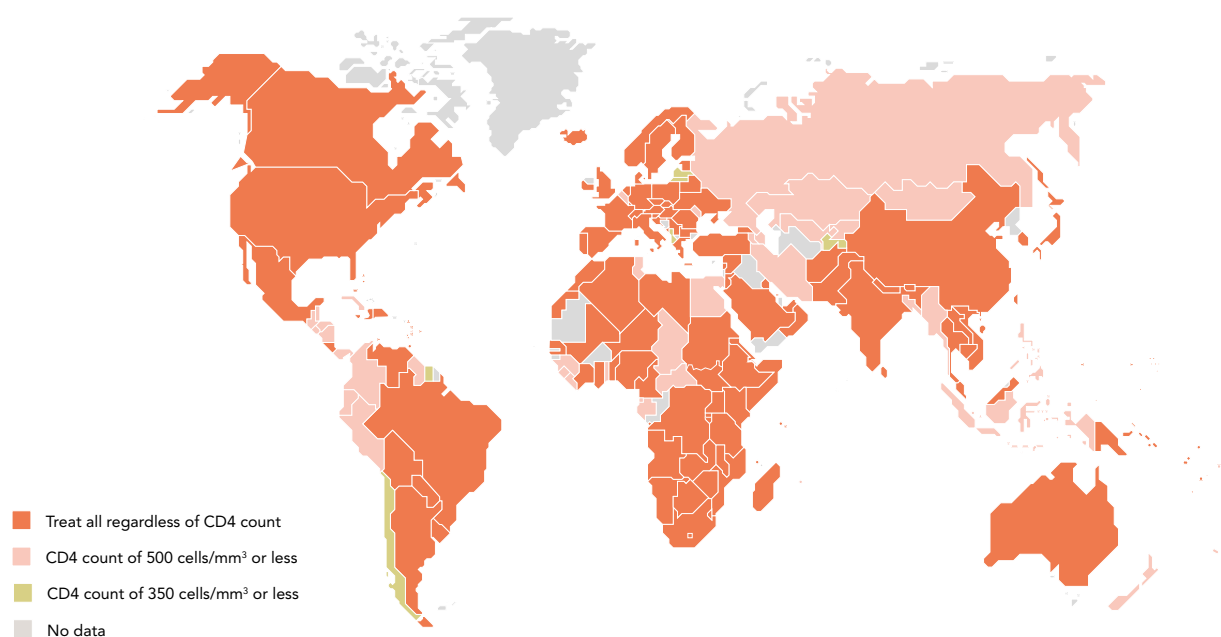 Treat all regardless of CD4 count
CD4 count of 500 cells/mm³ or less
CD4 count of 350 cells/mm³ or less
No data